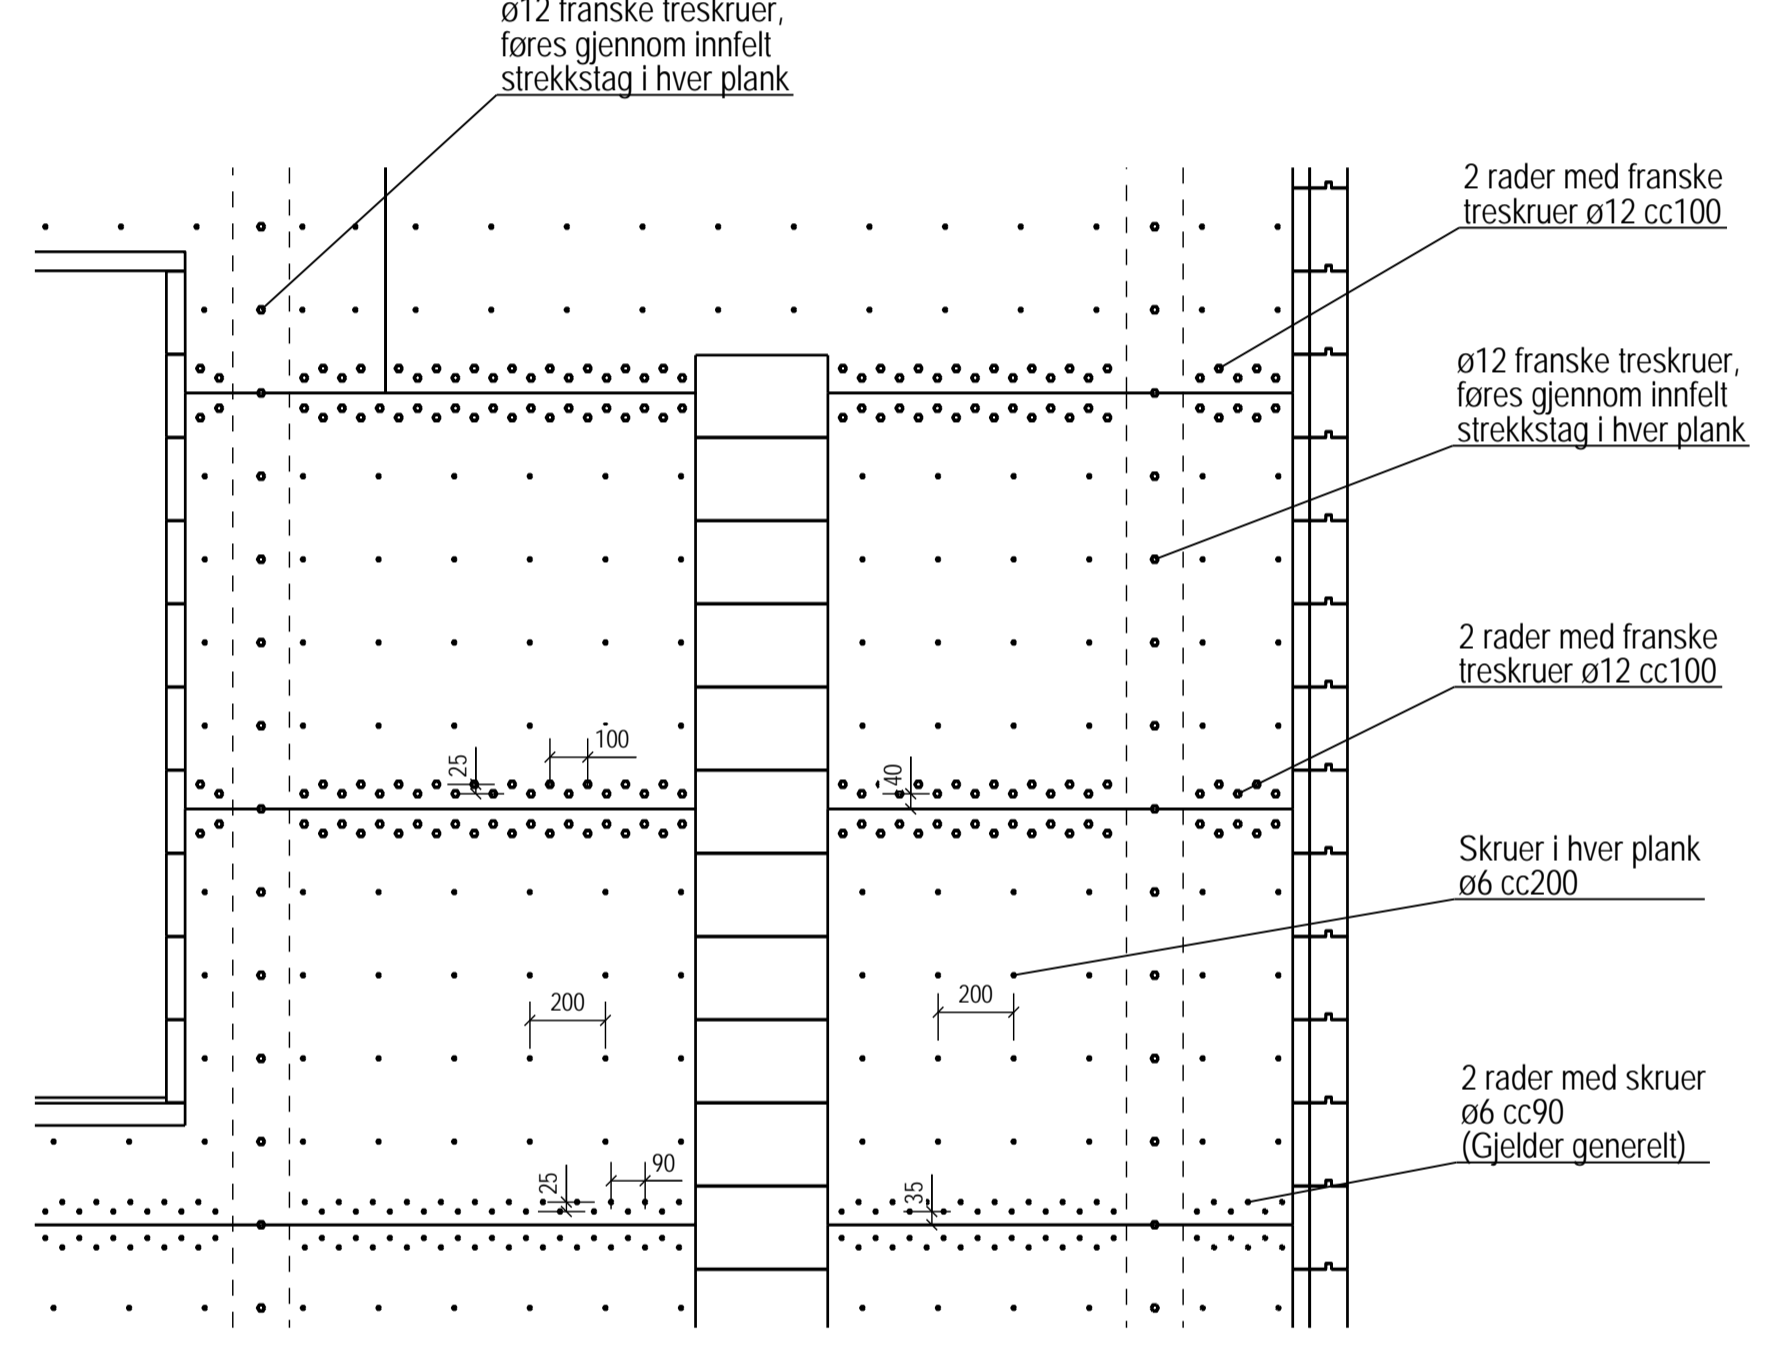 ø12 franske treskruer,
føres gjennom innfelt
strekkstag i hver plank
2 rader med franske
treskruer ø12 cc100
ø12 franske treskruer,
føres gjennom innfelt
strekkstag i hver plank
2 rader med franske
treskruer ø12 cc100
25
100
40
Skruer i hver plank
ø6 cc200
200
200
2 rader med skruer
ø6 cc90
(Gjelder generelt)
25
90
35